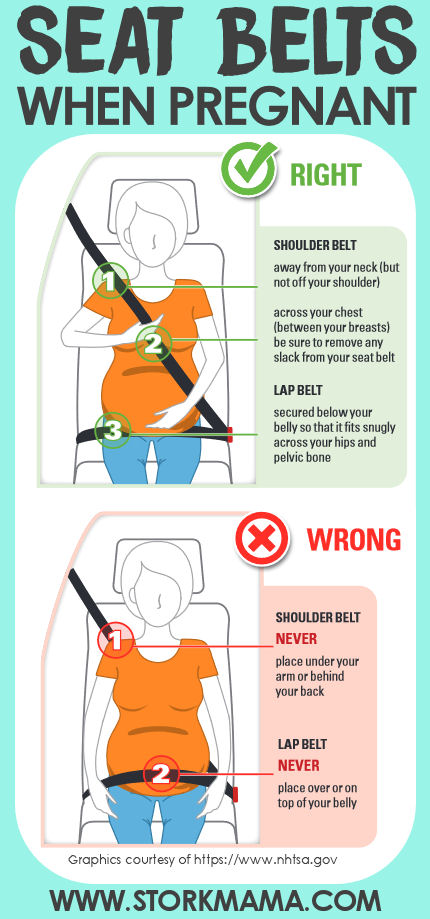 SEAT BELTS
WHEN PREGNANT
RIGHT
SHOULDER BELT
away from your neck (but
not off your shoulder)
across your chest
(between your breasts)
be sure to remove any
slack from your seat belt
LAP BELT
secured below your
belly so that it fits snugly
across your hips and
pelvic bone
1
2
3
WRONG
SHOULDER BELT
NEVER
place under your
arm or behind
your back
LAP BELT
NEVER
place over or on
top of your belly
1
2
Graphics courtesy of https://www.nhtsa.gov
WWW.STORKMAMA.COM